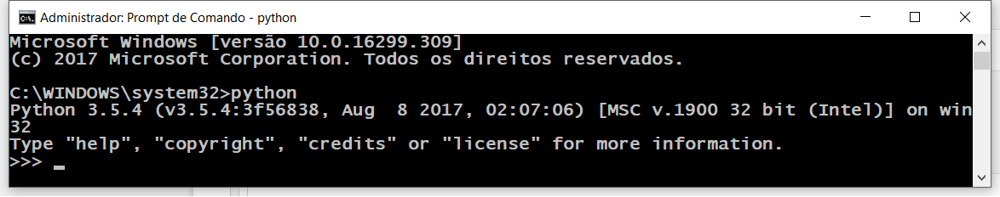 Administrador: Prompt de Comando - python
Microsoft Windows [versão 10.0.16299.309]
(c) 2017 Microsoft Corporation. Todos os direitos reservados.
C:\WINDOWS\system32>python
Python 3.5.4 (v3.5.4:3f56838, Aug  8 2017, 02:07:06) [MSC v.1900 32 bit (Intel)] on win
32
Type "help", "copyright", "credits" or "license" for more information.
>>> _